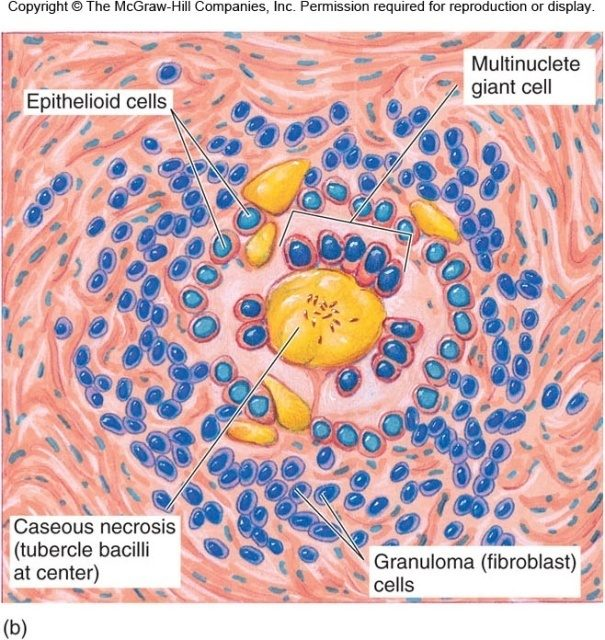 Copyright © The McGraw-Hill Companies, Inc. Permission required for reproduction or display.
Multinuclete
giant cell
Epithelioid cells
Caseous necrosis
(tubercle bacilli
at center)
Granuloma (fibroblast)
cells
(b)